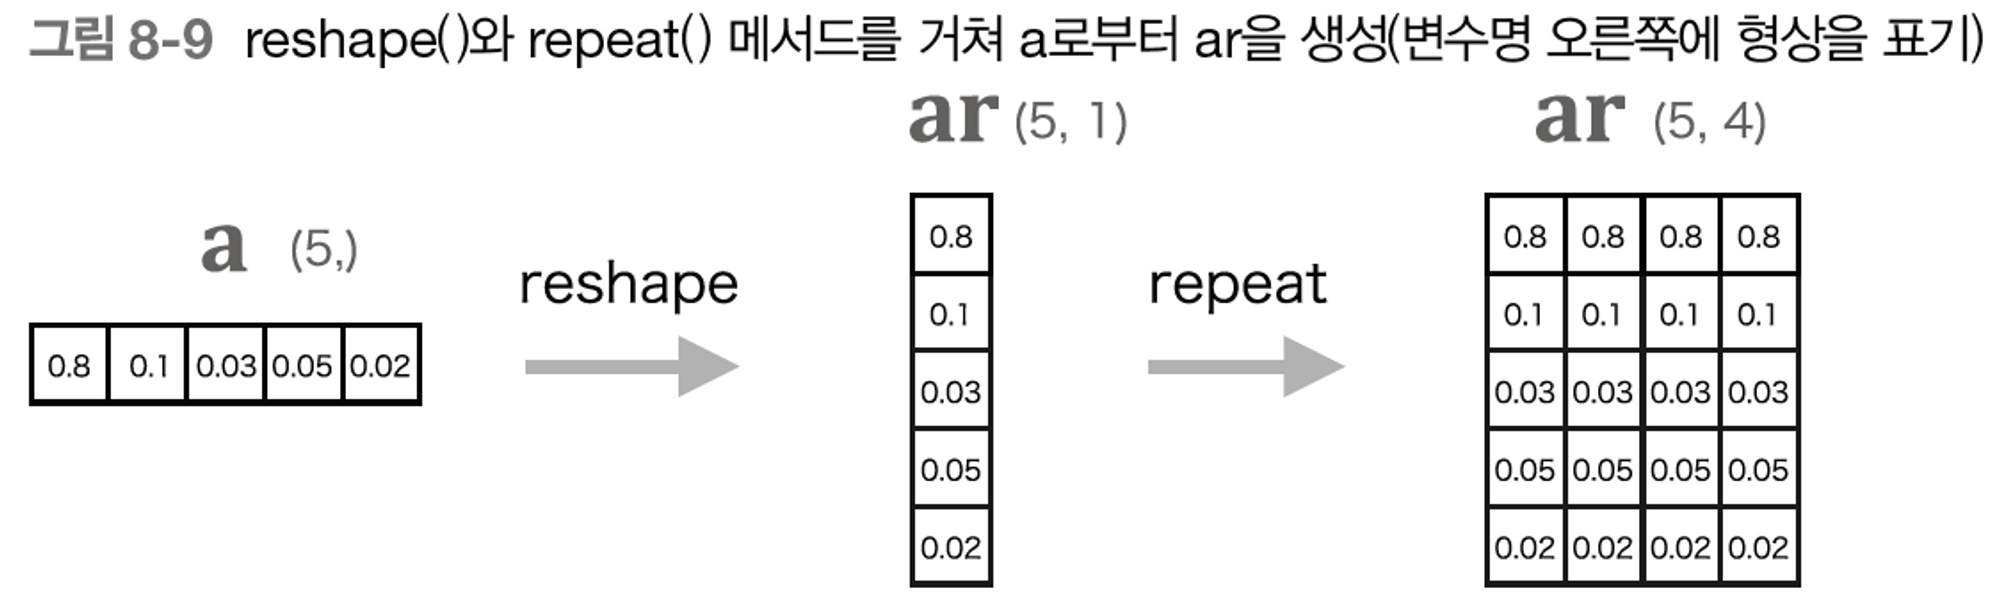 그림 8-9 reshape()와 repeat() 메서드를 거쳐 a로부터 ar을 생성(변수명 오른쪽에 형상을 표기)
a (5,)
0.8 0.1 0.03 0.05 0.02
reshape
ar (5, 1)
0.8
0.1
0.03
0.05
0.02
repeat
ar (5, 4)
0.8 0.8 0.8 0.8
0.1 0.1 0.1 0.1
0.03 0.03 0.03 0.03
0.05 0.05 0.05 0.05
0.02 0.02 0.02 0.02